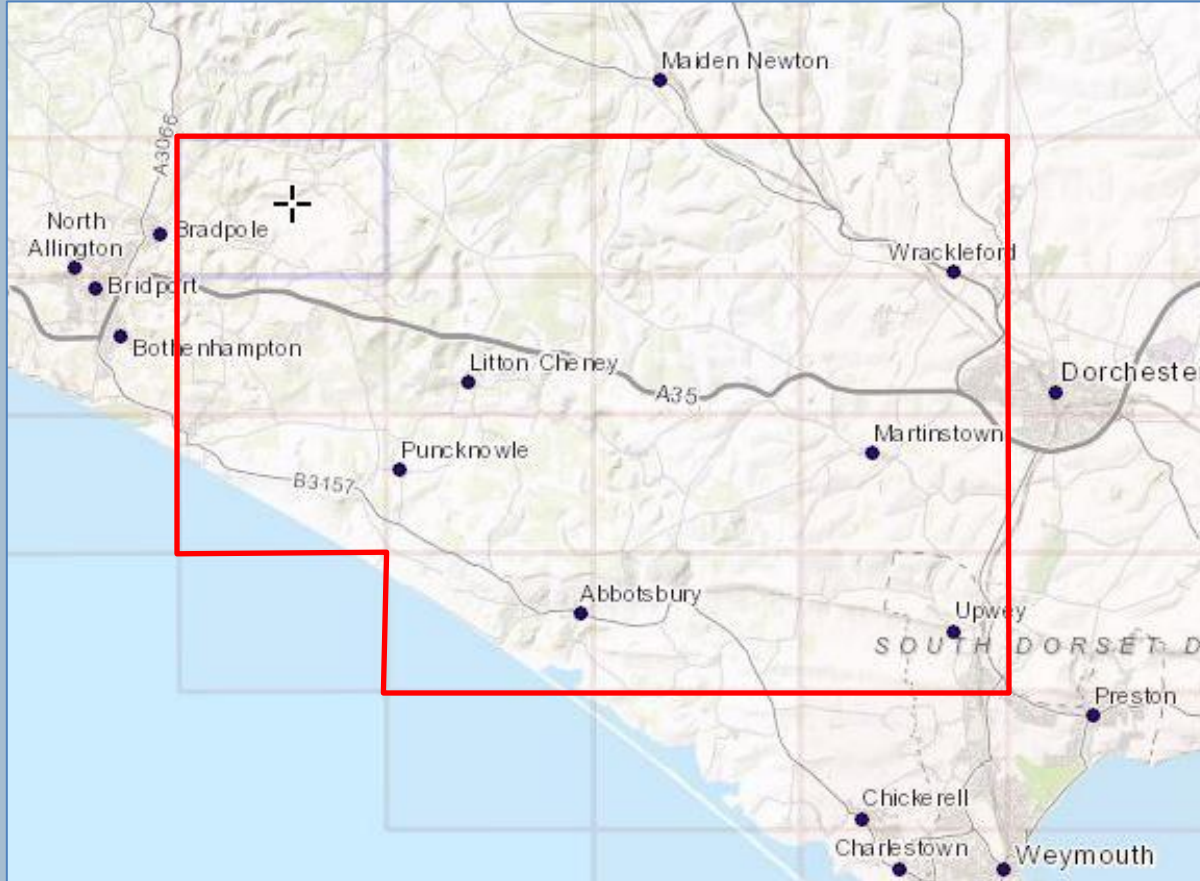 Maiden Newton
A3066
North
Allington
Bradpole
Bridport
Wrackleford
Bothenhampton
Litton Cheney
A35
Dorcheste
Martinstown
Puncknowle
B3157
Abbotsbury
Upwey
SOUTH DORSET D
Preston
Chickerell
Charlestown
Weymouth